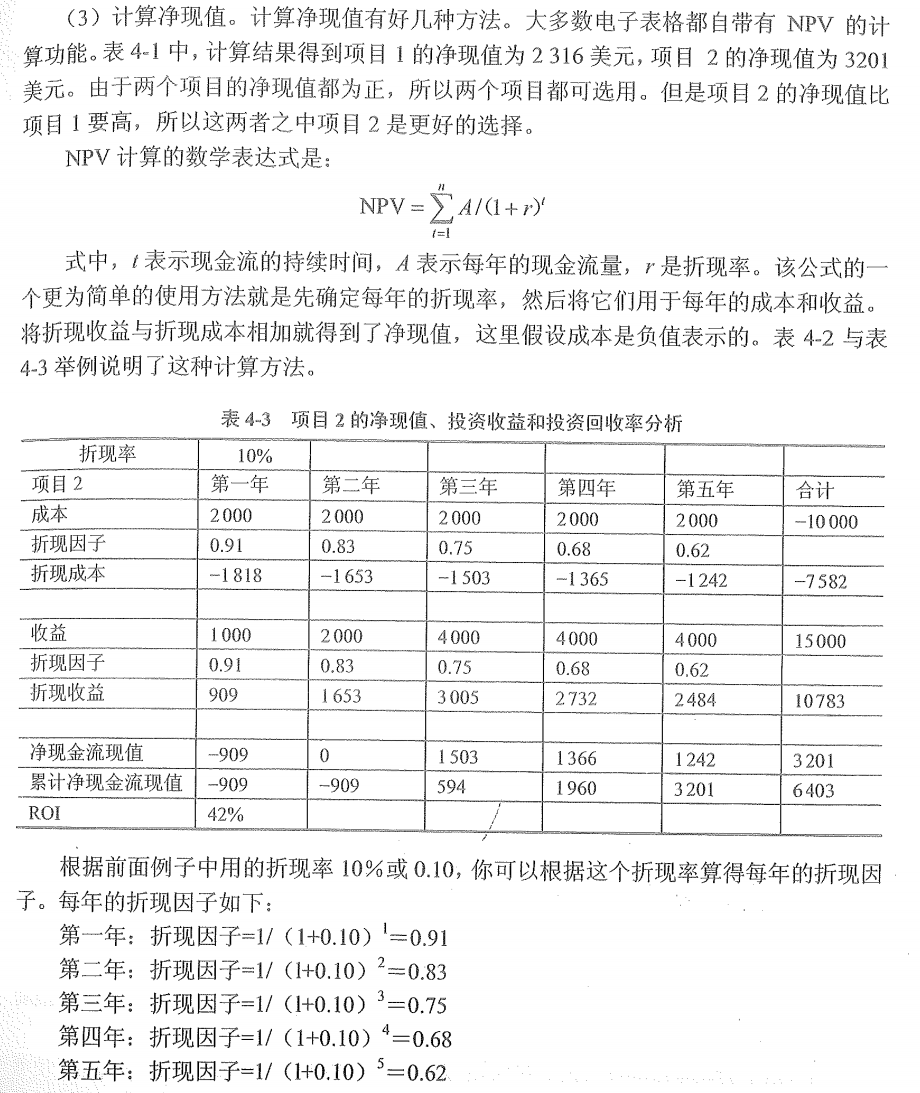 （3）计算净现值。计算净现值有好几种方法。大多数电子表格都自带有 NPV 的计
算功能。表 4-1 中，计算结果得到项目 1 的净现值为 2 316 美元，项目 2 的净现值为 3201
美元。由于两个项目的净现值都为正，所以两个项目都可选用。但是项目 2 的净现值比
项目 1 要高，所以这两者之中项目 2 是更好的选择。
NPV 计算的数学表达式是：
NPV = ∑_{t=1}^{n} A/(1+r)^t
式中，t 表示现金流的持续时间，A 表示每年的现金流量，r 是折现率。该公式的一
个更为简单的使用方法就是先确定每年的折现率，然后将它们用于每年的成本和收益。
将折现收益与折现成本相加就得到了净现值，这里假设成本是负值表示的。表 4-2 与表
4-3 举例说明了这种计算方法。
表 4-3 项目 2 的净现值、投资收益和投资回收率分析
折现率 10%
项目 2 第一年 第二年 第三年 第四年 第五年 合计
成本 2 000 2 000 2 000 2 000 2 000 −10 000
折现因子 0.91 0.83 0.75 0.68 0.62
折现成本 −1 818 −1 653 −1 503 −1 365 −1 242 −7 582
收益 1 000 2 000 4 000 4 000 4 000 15 000
折现因子 0.91 0.83 0.75 0.68 0.62
折现收益 909 1 653 3 005 2 732 2 484 10 783
净现金流现值 −909 0 1 503 1 366 1 242 3 201
累计净现金流现值 −909 −909 594 1 960 3 201 6 403
ROI 42%
根据前面例子中用的折现率 10%或 0.10，你可以根据这个折现率算得每年的折现因
子。每年的折现因子如下：
第一年：折现因子=1/（1+0.10）^1＝0.91
第二年：折现因子=1/（1+0.10）^2＝0.83
第三年：折现因子=1/（1+0.10）^3＝0.75
第四年：折现因子=1/（1+0.10）^4＝0.68
第五年：折现因子=1/（1+0.10）^5＝0.62